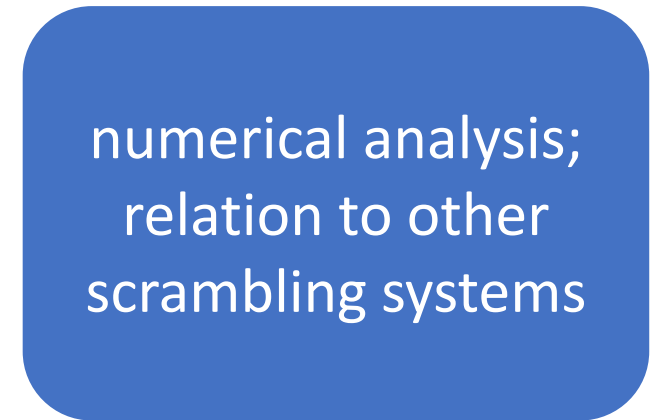 numerical analysis;
relation to other
scrambling systems